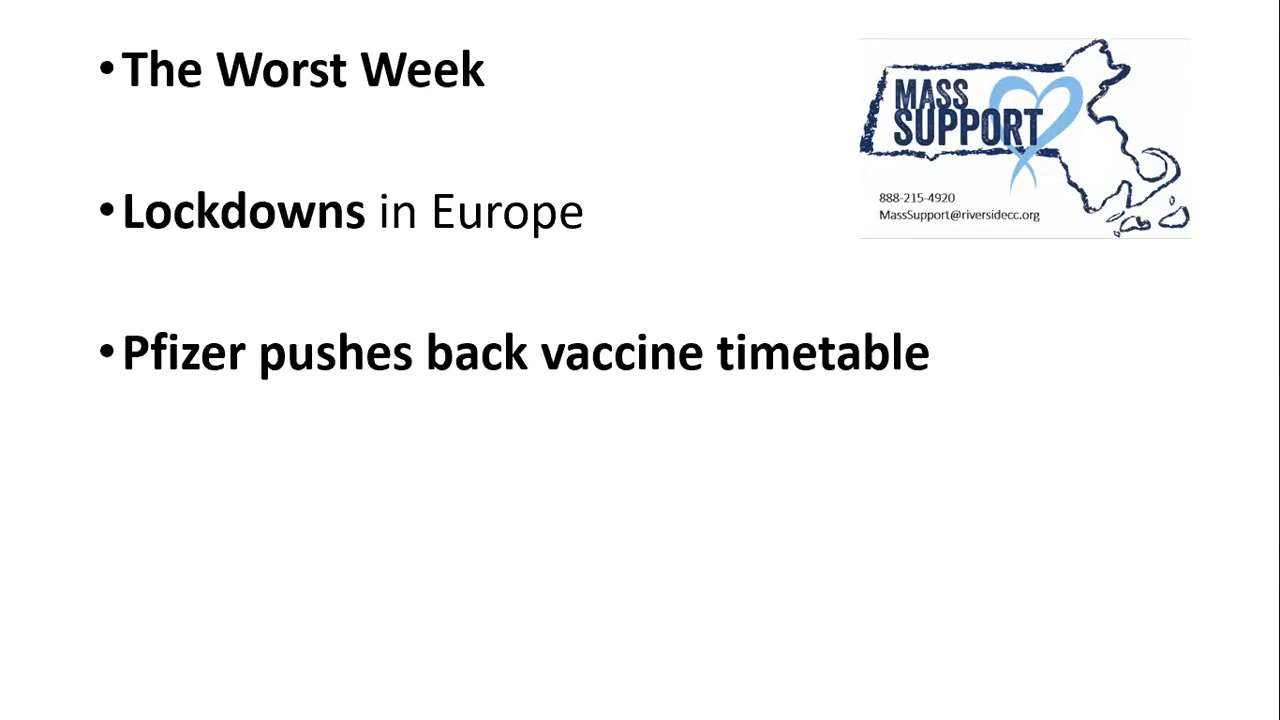 • The Worst Week
MASS
SUPPORT
888-215-4920
MassSupport@riversidecc.org
• Lockdowns in Europe
• Pfizer pushes back vaccine timetable